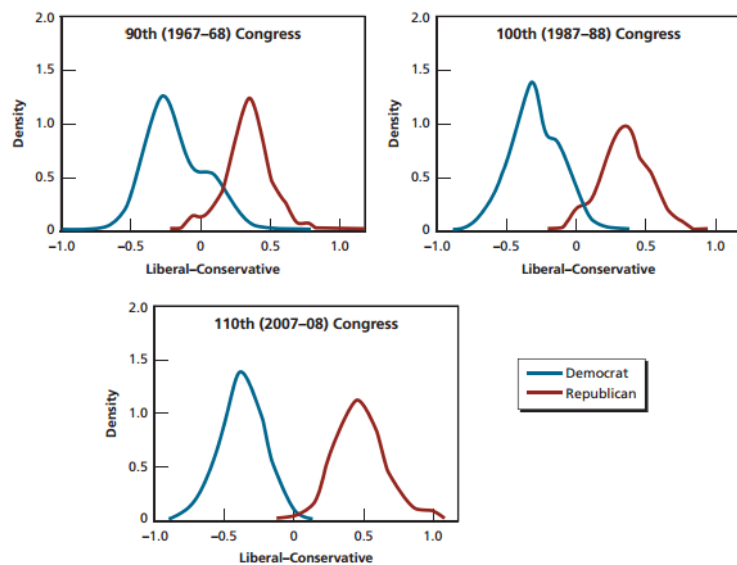 90th (1967–68) Congress
2.0
1.5
1.0
0.5
0
Density
–1.0 –0.5 0 0.5 1.0
Liberal–Conservative
100th (1987–88) Congress
2.0
1.5
1.0
0.5
0
Density
–1.0 –0.5 0 0.5 1.0
Liberal–Conservative
110th (2007–08) Congress
2.0
1.5
1.0
0.5
0
Density
–1.0 –0.5 0 0.5 1.0
Liberal–Conservative
Democrat
Republican